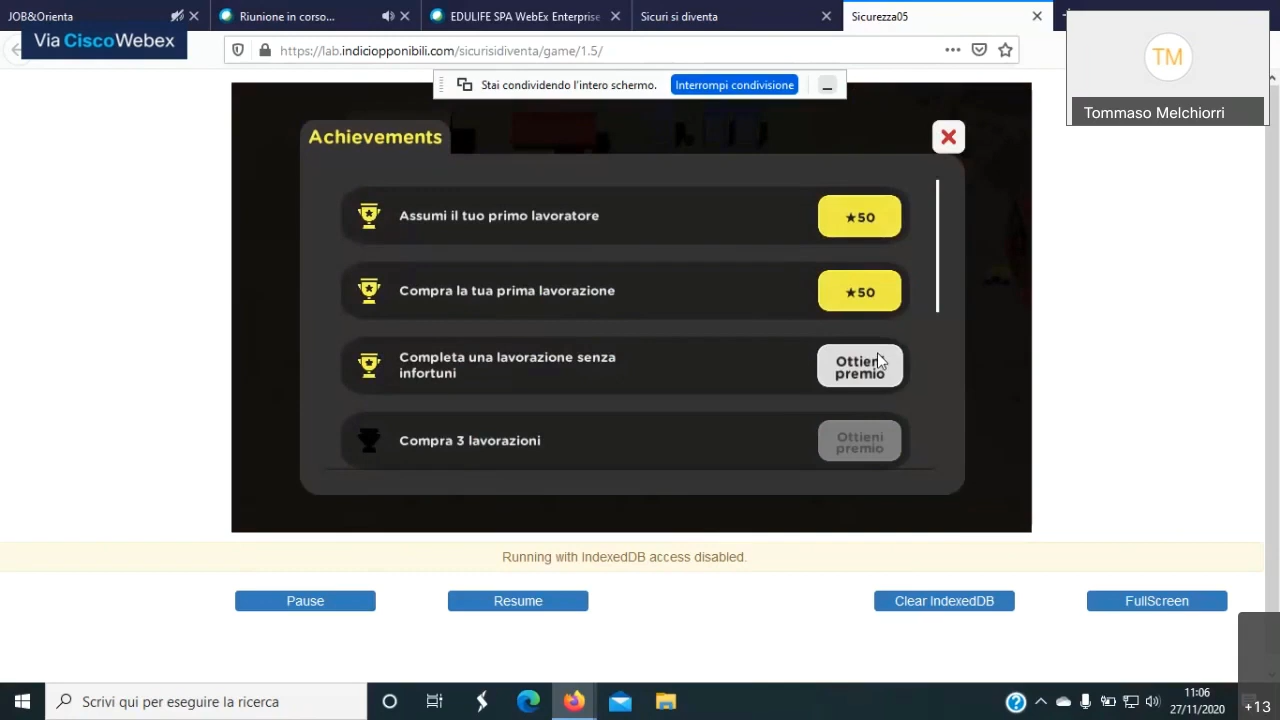 JOB&Orienta
Riunione in corso...
EDULIFE SPA WebEx Enterprise
Sicuri si diventa
Sicurezza05
Via CiscoWebex
https://lab.indiciopponibili.com/sicurisidiventa/game/1.5/
TM
Tommaso Melchiorri
Stai condividendo l'intero schermo.
Interrompi condivisione
Achievements
Assumi il tuo primo lavoratore
★50
Compra la tua prima lavorazione
★50
Completa una lavorazione senza
infortuni
Ottieni
premio
Compra 3 lavorazioni
Ottieni
premio
Running with IndexedDB access disabled.
Pause
Resume
Clear IndexedDB
FullScreen
Scrivi qui per eseguire la ricerca
11:06
27/11/2020
+13